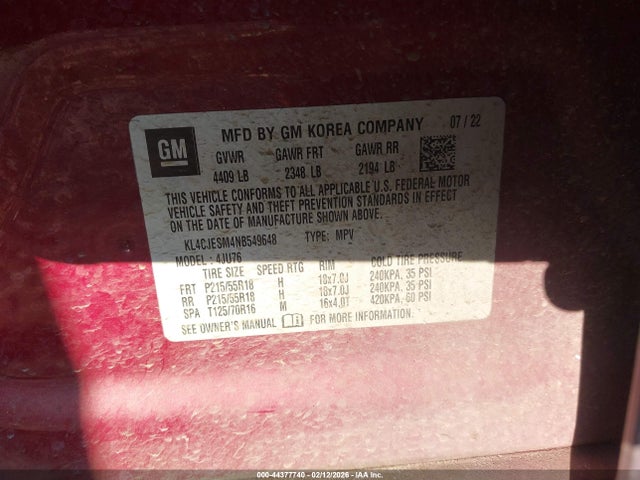 GM
MFD BY GM KOREA COMPANY 07 / 22
GVWR GAWR FRT GAWR RR
4409 LB 2348 LB 2194 LB
THIS VEHICLE CONFORMS TO ALL APPLICABLE U.S. FEDERAL MOTOR
VEHICLE SAFETY AND THEFT PREVENTION STANDARDS IN EFFECT
ON THE DATE OF MANUFACTURE SHOWN ABOVE.
KL4CJESM4NB549648 TYPE: MPV
MODEL: 4JU76
TIRE SIZE SPEED RTG RIM COLD TIRE PRESSURE
FRT P215/55R18 H 18x7.0J 240KPA, 35 PSI
RR P215/55R18 H 18x7.0J 240KPA, 35 PSI
SPA T125/70R16 M 16x4.0T 420KPA, 60 PSI
SEE OWNER'S MANUAL FOR MORE INFORMATION
000-44377740 - 02/12/2026 - IAAI.com